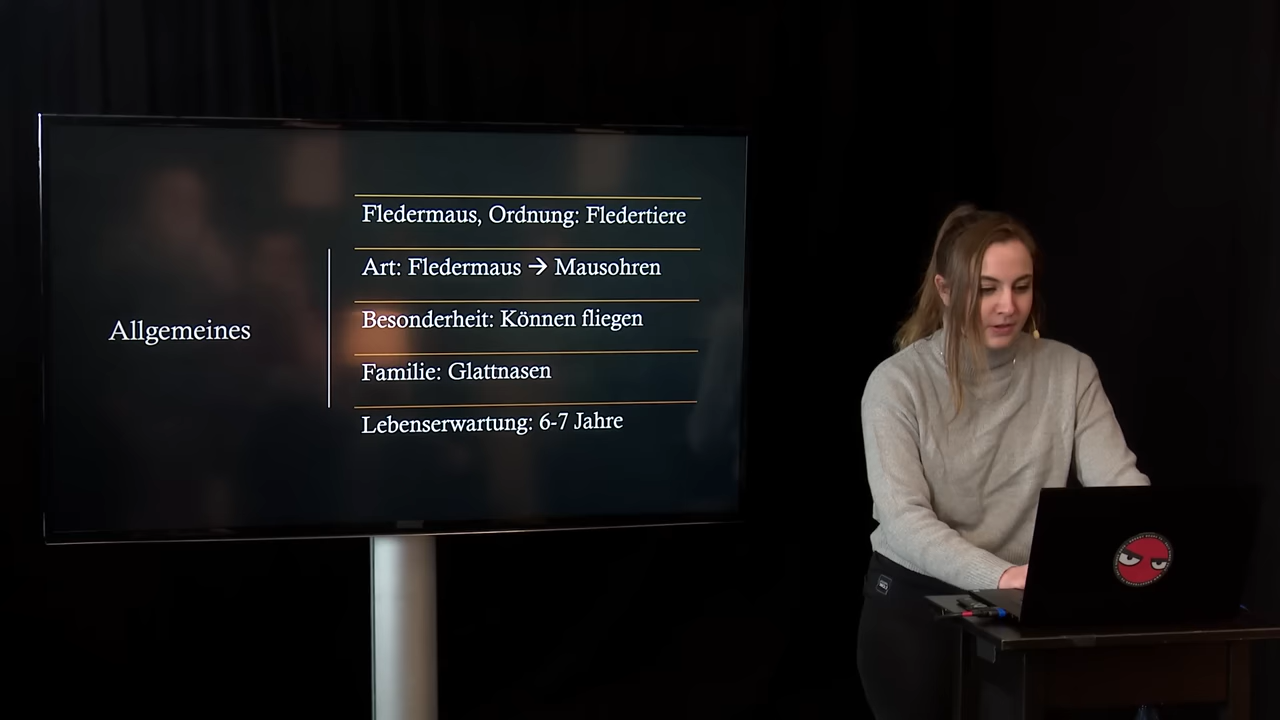 Allgemeines
Fledermaus, Ordnung: Fledertiere
Art: Fledermaus → Mausohren
Besonderheit: Können fliegen
Familie: Glattnasen
Lebenserwartung: 6-7 Jahre